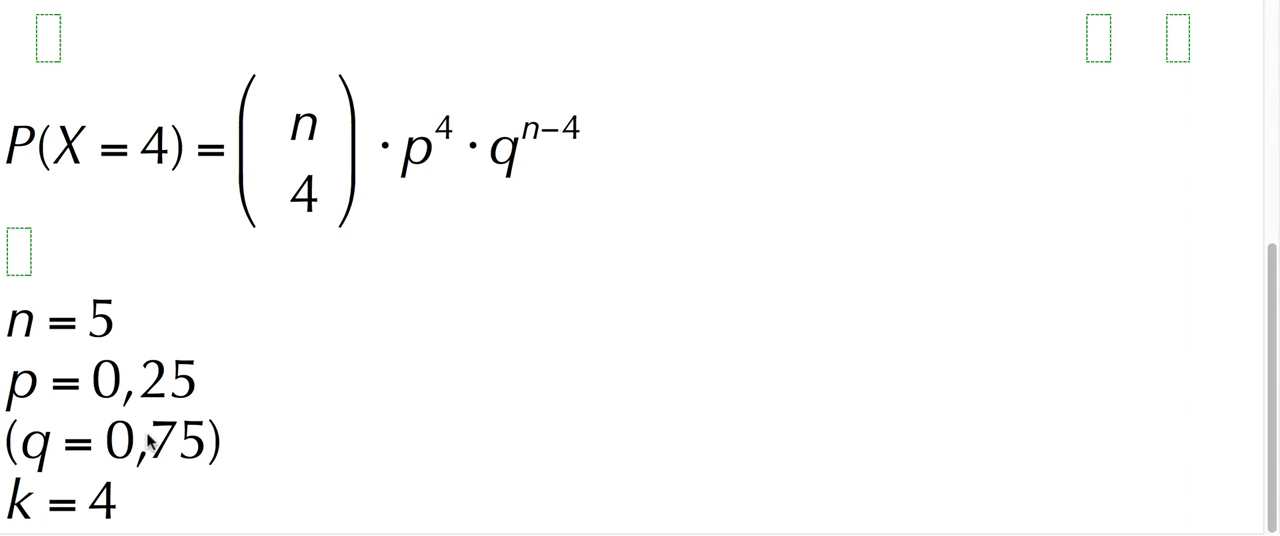 P(X = 4) = (n 4) · p^4 · q^{n−4}
n = 5
p = 0,25
(q = 0,75)
k = 4